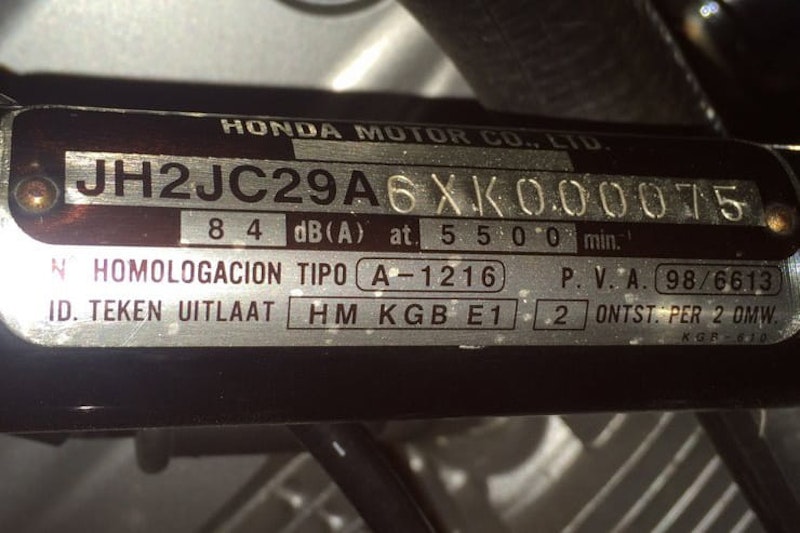 HONDA MOTOR CO., LTD.
JH2JC29A6XK000075
84 dB(A) at. 5500 min.⁻¹
N° HOMOLOGACION TIPO A-1216 P. V. A. 98/6613
ID. TEKEN UITLAAT HM KGB E1 2 ONTST. PER 2 OMW.
KGB-610